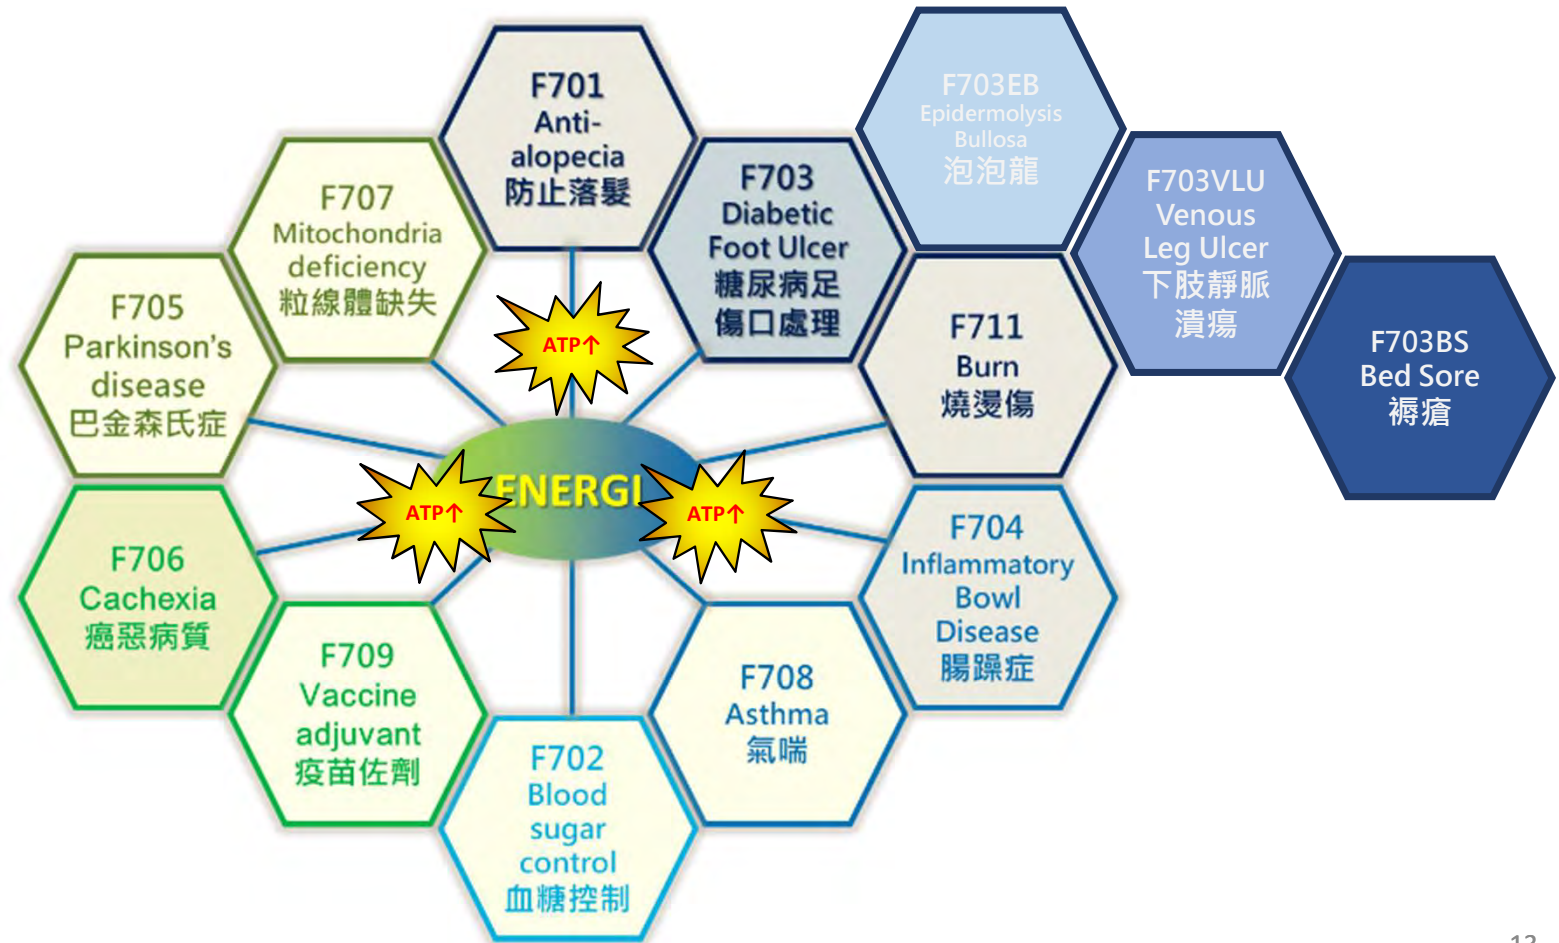 F701
Anti-
alopecia
防止落髮
F703
Diabetic
Foot Ulcer
糖尿病足
傷口處理
F703EB
Epidermolysis
Bullosa
泡泡龍
F703VLU
Venous
Leg Ulcer
下肢靜脈
潰瘍
F703BS
Bed Sore
褥瘡
F711
Burn
燒燙傷
F704
Inflammatory
Bowl
Disease
腸躁症
F708
Asthma
氣喘
F702
Blood
sugar
control
血糖控制
F709
Vaccine
adjuvant
疫苗佐劑
F706
Cachexia
癌惡病質
F705
Parkinson's
disease
巴金森氏症
F707
Mitochondria
deficiency
粒線體缺失
ATP↑
ATP↑
ENERGI
ATP↑